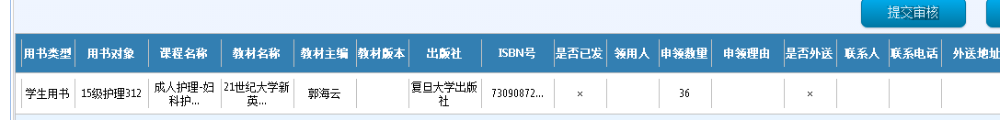 提交审核
用书类型 用书对象 课程名称 教材名称 教材主编 教材版本 出版社 ISBN号 是否已发 领用人 申领数量 申领理由 是否外送 联系人 联系电话 外送地址
学生用书 15级护理312 成人护理-妇科护... 21世纪大学新英... 郭海云 复旦大学出版社 73090872... × 36 ×